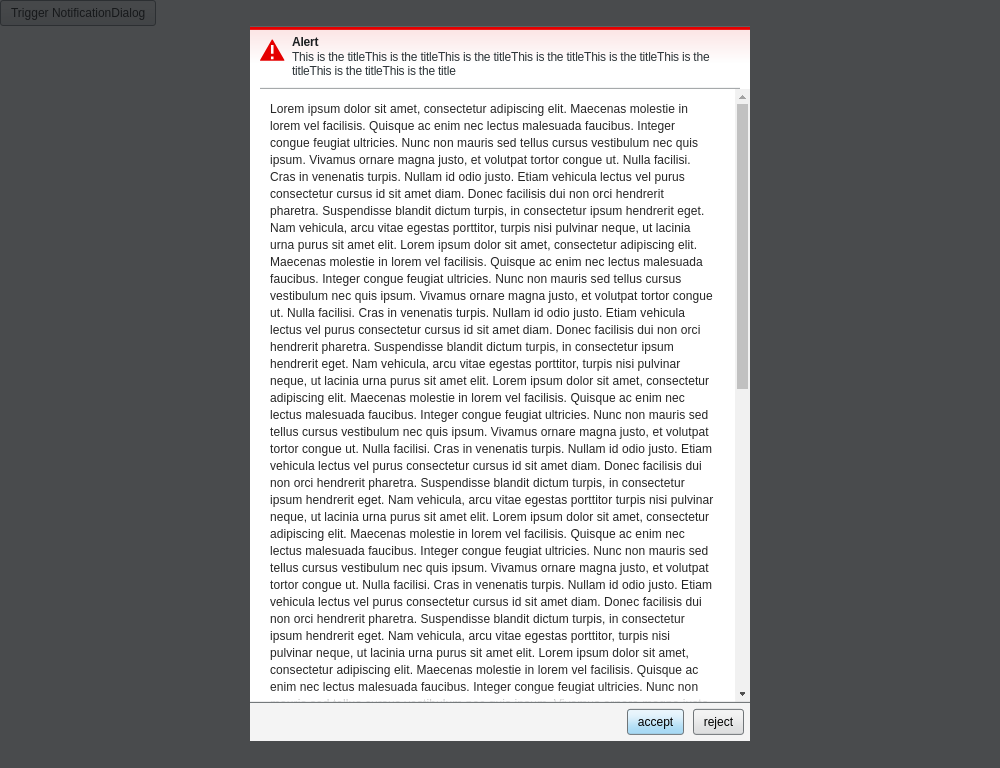 Trigger NotificationDialog
Alert
This is the titleThis is the titleThis is the titleThis is the titleThis is the titleThis is the
titleThis is the titleThis is the title
Lorem ipsum dolor sit amet, consectetur adipiscing elit. Maecenas molestie in
lorem vel facilisis. Quisque ac enim nec lectus malesuada faucibus. Integer
congue feugiat ultricies. Nunc non mauris sed tellus cursus vestibulum nec quis
ipsum. Vivamus ornare magna justo, et volutpat tortor congue ut. Nulla facilisi.
Cras in venenatis turpis. Nullam id odio justo. Etiam vehicula lectus vel purus
consectetur cursus id sit amet diam. Donec facilisis dui non orci hendrerit
pharetra. Suspendisse blandit dictum turpis, in consectetur ipsum hendrerit eget.
Nam vehicula, arcu vitae egestas porttitor, turpis nisi pulvinar neque, ut lacinia
urna purus sit amet elit. Lorem ipsum dolor sit amet, consectetur adipiscing elit.
Maecenas molestie in lorem vel facilisis. Quisque ac enim nec lectus malesuada
faucibus. Integer congue feugiat ultricies. Nunc non mauris sed tellus cursus
vestibulum nec quis ipsum. Vivamus ornare magna justo, et volutpat tortor congue
ut. Nulla facilisi. Cras in venenatis turpis. Nullam id odio justo. Etiam vehicula
lectus vel purus consectetur cursus id sit amet diam. Donec facilisis dui non orci
hendrerit pharetra. Suspendisse blandit dictum turpis, in consectetur ipsum
hendrerit eget. Nam vehicula, arcu vitae egestas porttitor, turpis nisi pulvinar
neque, ut lacinia urna purus sit amet elit. Lorem ipsum dolor sit amet, consectetur
adipiscing elit. Maecenas molestie in lorem vel facilisis. Quisque ac enim nec
lectus malesuada faucibus. Integer congue feugiat ultricies. Nunc non mauris sed
tellus cursus vestibulum nec quis ipsum. Vivamus ornare magna justo, et volutpat
tortor congue ut. Nulla facilisi. Cras in venenatis turpis. Nullam id odio justo. Etiam
vehicula lectus vel purus consectetur cursus id sit amet diam. Donec facilisis dui
non orci hendrerit pharetra. Suspendisse blandit dictum turpis, in consectetur
ipsum hendrerit eget. Nam vehicula, arcu vitae egestas porttitor turpis nisi pulvinar
neque, ut lacinia urna purus sit amet elit. Lorem ipsum dolor sit amet, consectetur
adipiscing elit. Maecenas molestie in lorem vel facilisis. Quisque ac enim nec
lectus malesuada faucibus. Integer congue feugiat ultricies. Nunc non mauris sed
tellus cursus vestibulum nec quis ipsum. Vivamus ornare magna justo, et volutpat
tortor congue ut. Nulla facilisi. Cras in venenatis turpis. Nullam id odio justo. Etiam
vehicula lectus vel purus consectetur cursus id sit amet diam. Donec facilisis dui
non orci hendrerit pharetra. Suspendisse blandit dictum turpis, in consectetur
ipsum hendrerit eget. Nam vehicula, arcu vitae egestas porttitor, turpis nisi
pulvinar neque, ut lacinia urna purus sit amet elit. Lorem ipsum dolor sit amet,
consectetur adipiscing elit. Maecenas molestie in lorem vel facilisis. Quisque ac
enim nec lectus malesuada faucibus. Integer congue feugiat ultricies. Nunc non
accept
reject